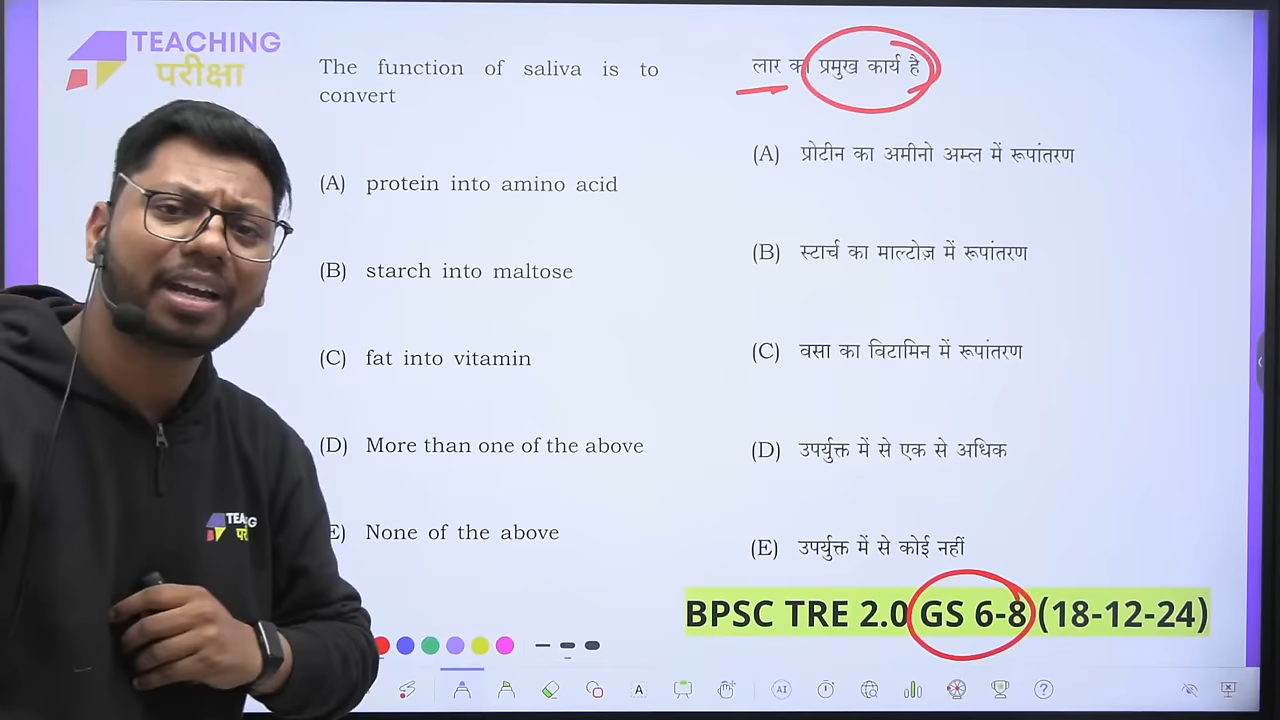 TEACHING
परीक्षा
The function of saliva is to
convert
(A) protein into amino acid
(B) starch into maltose
(C) fat into vitamin
(D) More than one of the above
E) None of the above
लार का प्रमुख कार्य है
(A) प्रोटीन का अमीनो अम्ल में रूपांतरण
(B) स्टार्च का माल्टोज़ में रूपांतरण
(C) वसा का विटामिन में रूपांतरण
(D) उपर्युक्त में से एक से अधिक
(E) उपर्युक्त में से कोई नहीं
BPSC TRE 2.0 GS 6-8 (18-12-24)
A
AI
?